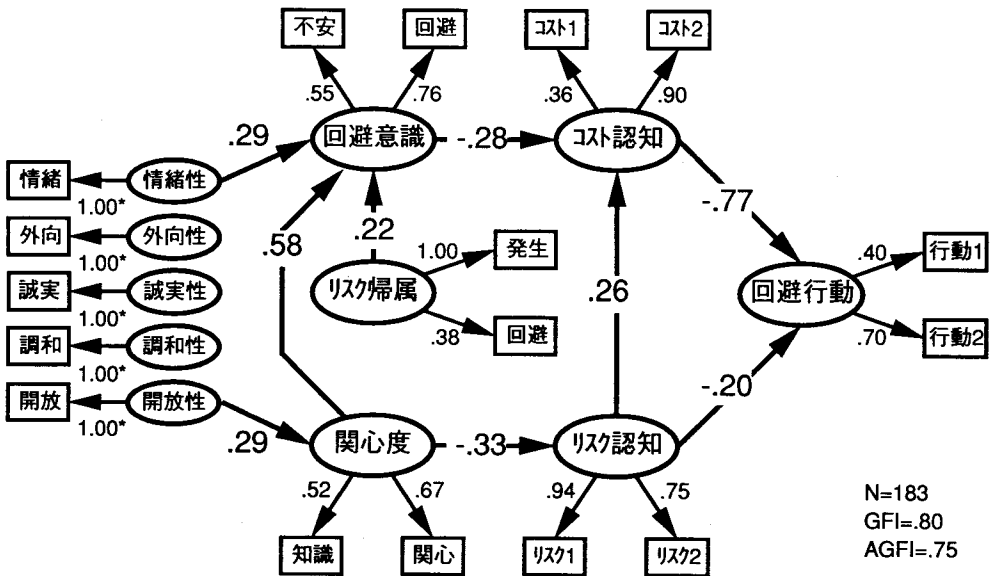 不安
回避
コスト1
コスト2
.55
.76
.36
.90
.29
回避意識
-.28
コスト認知
情緒
1.00*
情緒性
-.77
外向
1.00*
外向性
.58
.22
1.00
発生
.40
行動1
誠実
1.00*
誠実性
リスク帰属
.26
回避行動
調和
1.00*
調和性
.38
回避
.70
行動2
開放
1.00*
開放性
-.20
.29
関心度
-.33
リスク認知
.52
.67
.94
.75
知識
関心
リスク1
リスク2
N=183
GFI=.80
AGFI=.75